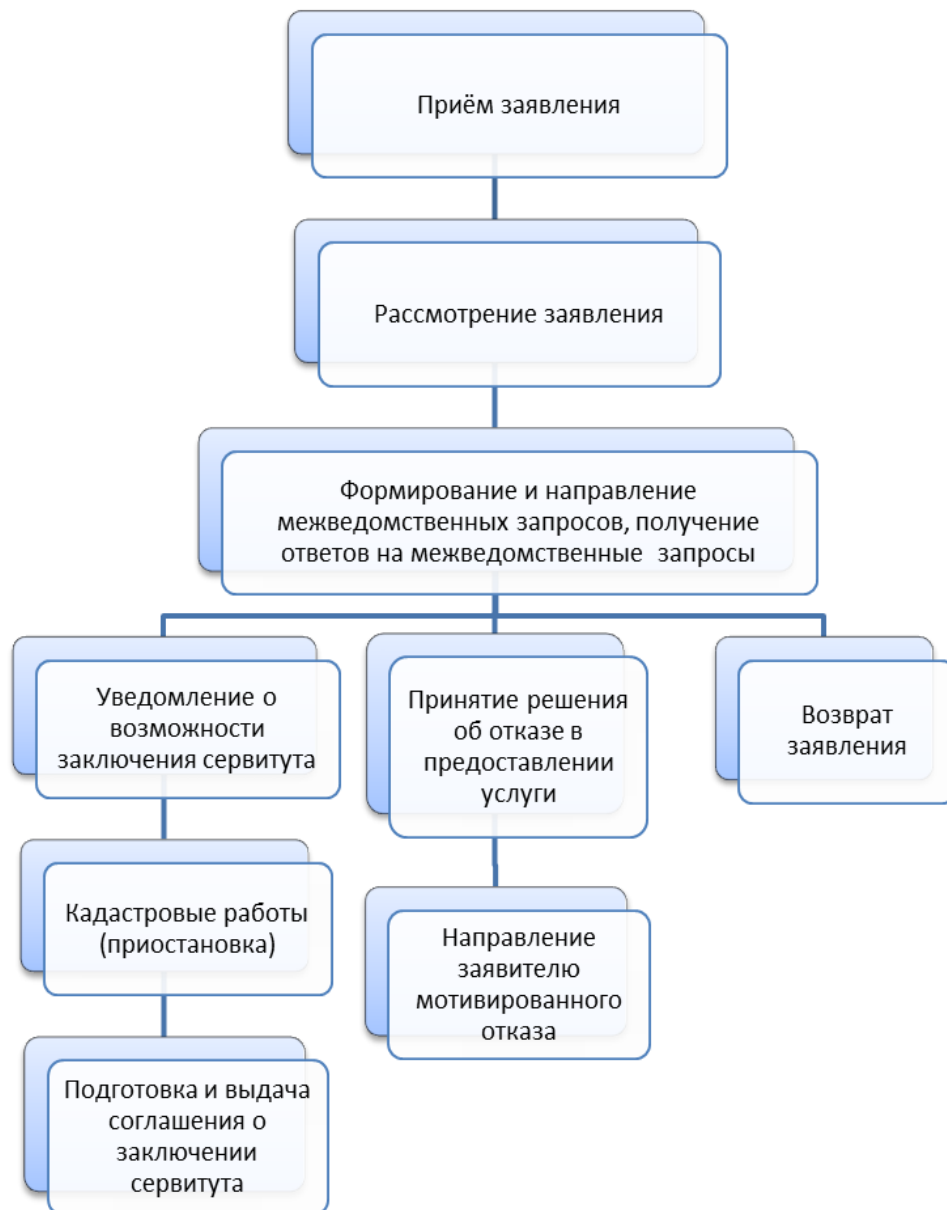 Приём заявления
Рассмотрение заявления
Формирование и направление
межведомственных запросов, получение
ответов на межведомственные запросы
Уведомление о
возможности
заключения сервитута
Принятие решения
об отказе в
предоставлении
услуги
Возврат
заявления
Кадастровые работы
(приостановка)
Направление
заявителю
мотивированного
отказа
Подготовка и выдача
соглашения о
заключении
сервитута